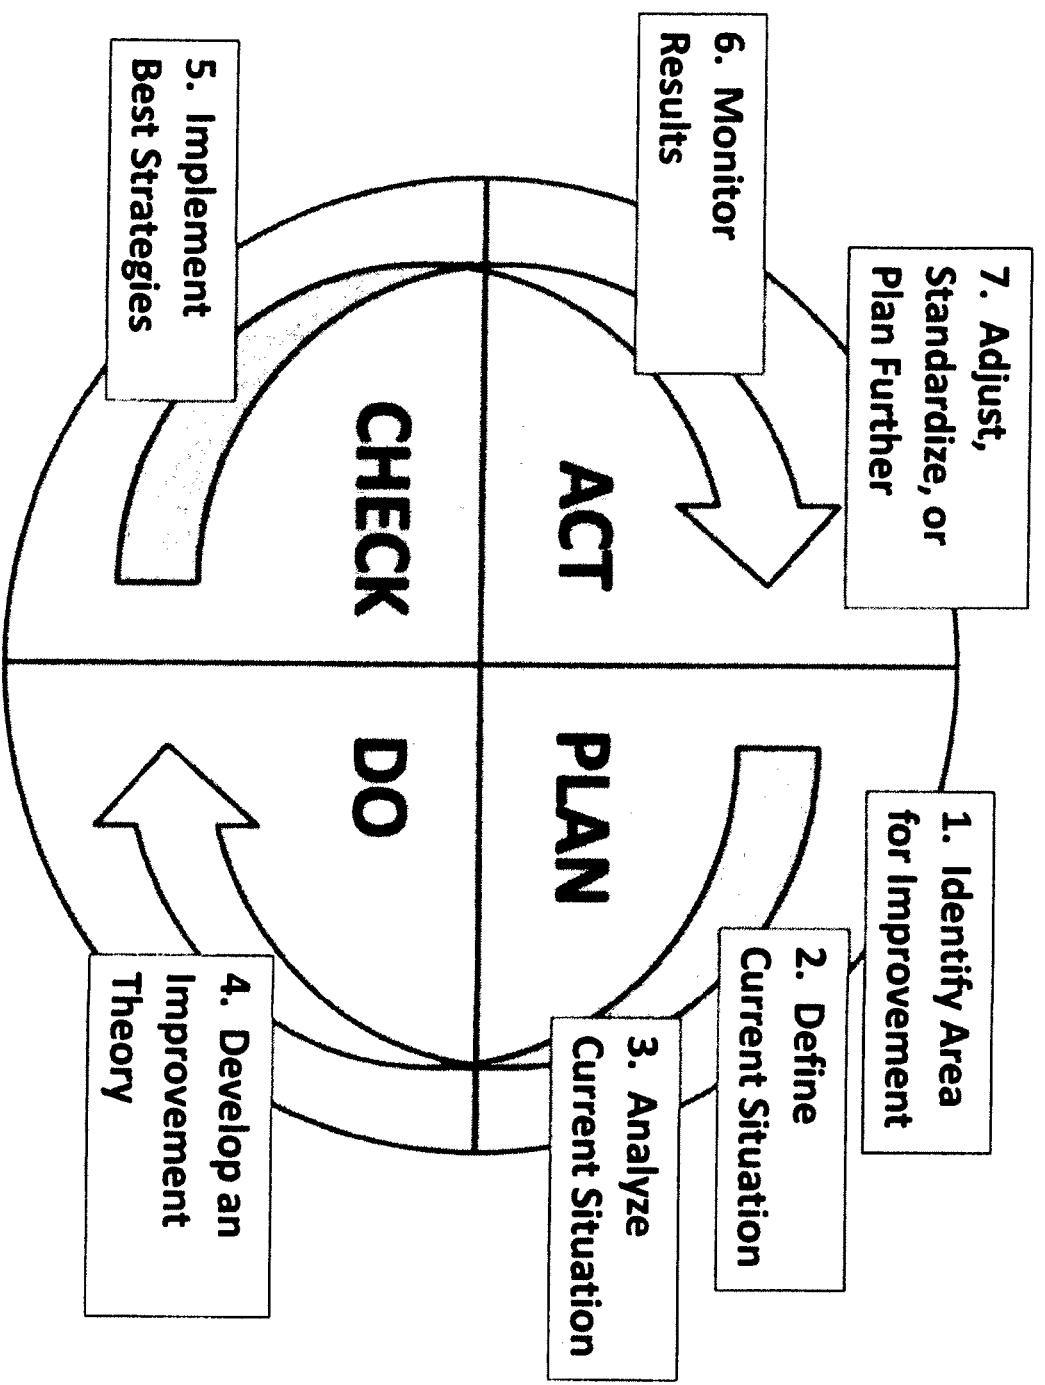 1. Identify Area
for Improvement
2. Define
Current Situation
3. Analyze
Current Situation
4. Develop an
Improvement
Theory
5. Implement
Best Strategies
6. Monitor
Results
7. Adjust,
Standardize, or
Plan Further
ACT
PLAN
CHECK
DO